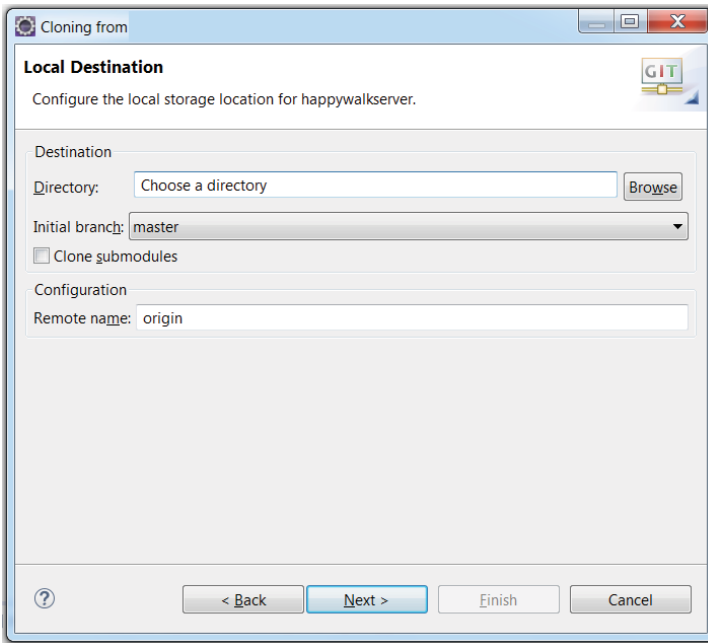 Cloning from
Local Destination
GIT
Configure the local storage location for happywalkserver.
Destination
Directory: Choose a directory Browse
Initial branch: master
Clone submodules
Configuration
Remote name: origin
? < Back Next > Finish Cancel